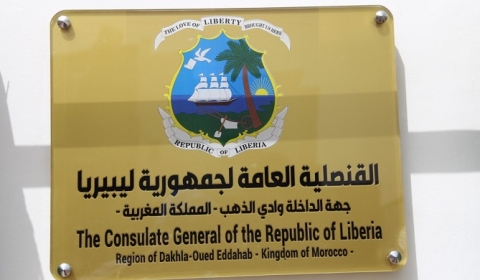 THE LOVE OF LIBERTY BROUGHT US HERE
REPUBLIC OF LIBERIA
القنصلية العامة لجمهورية ليبيريا
جهة الداخلة وادي الذهب - المملكة المغربية -
The Consulate General of the Republic of Liberia
Region of Dakhla-Oued Eddahab - Kingdom of Morocco -